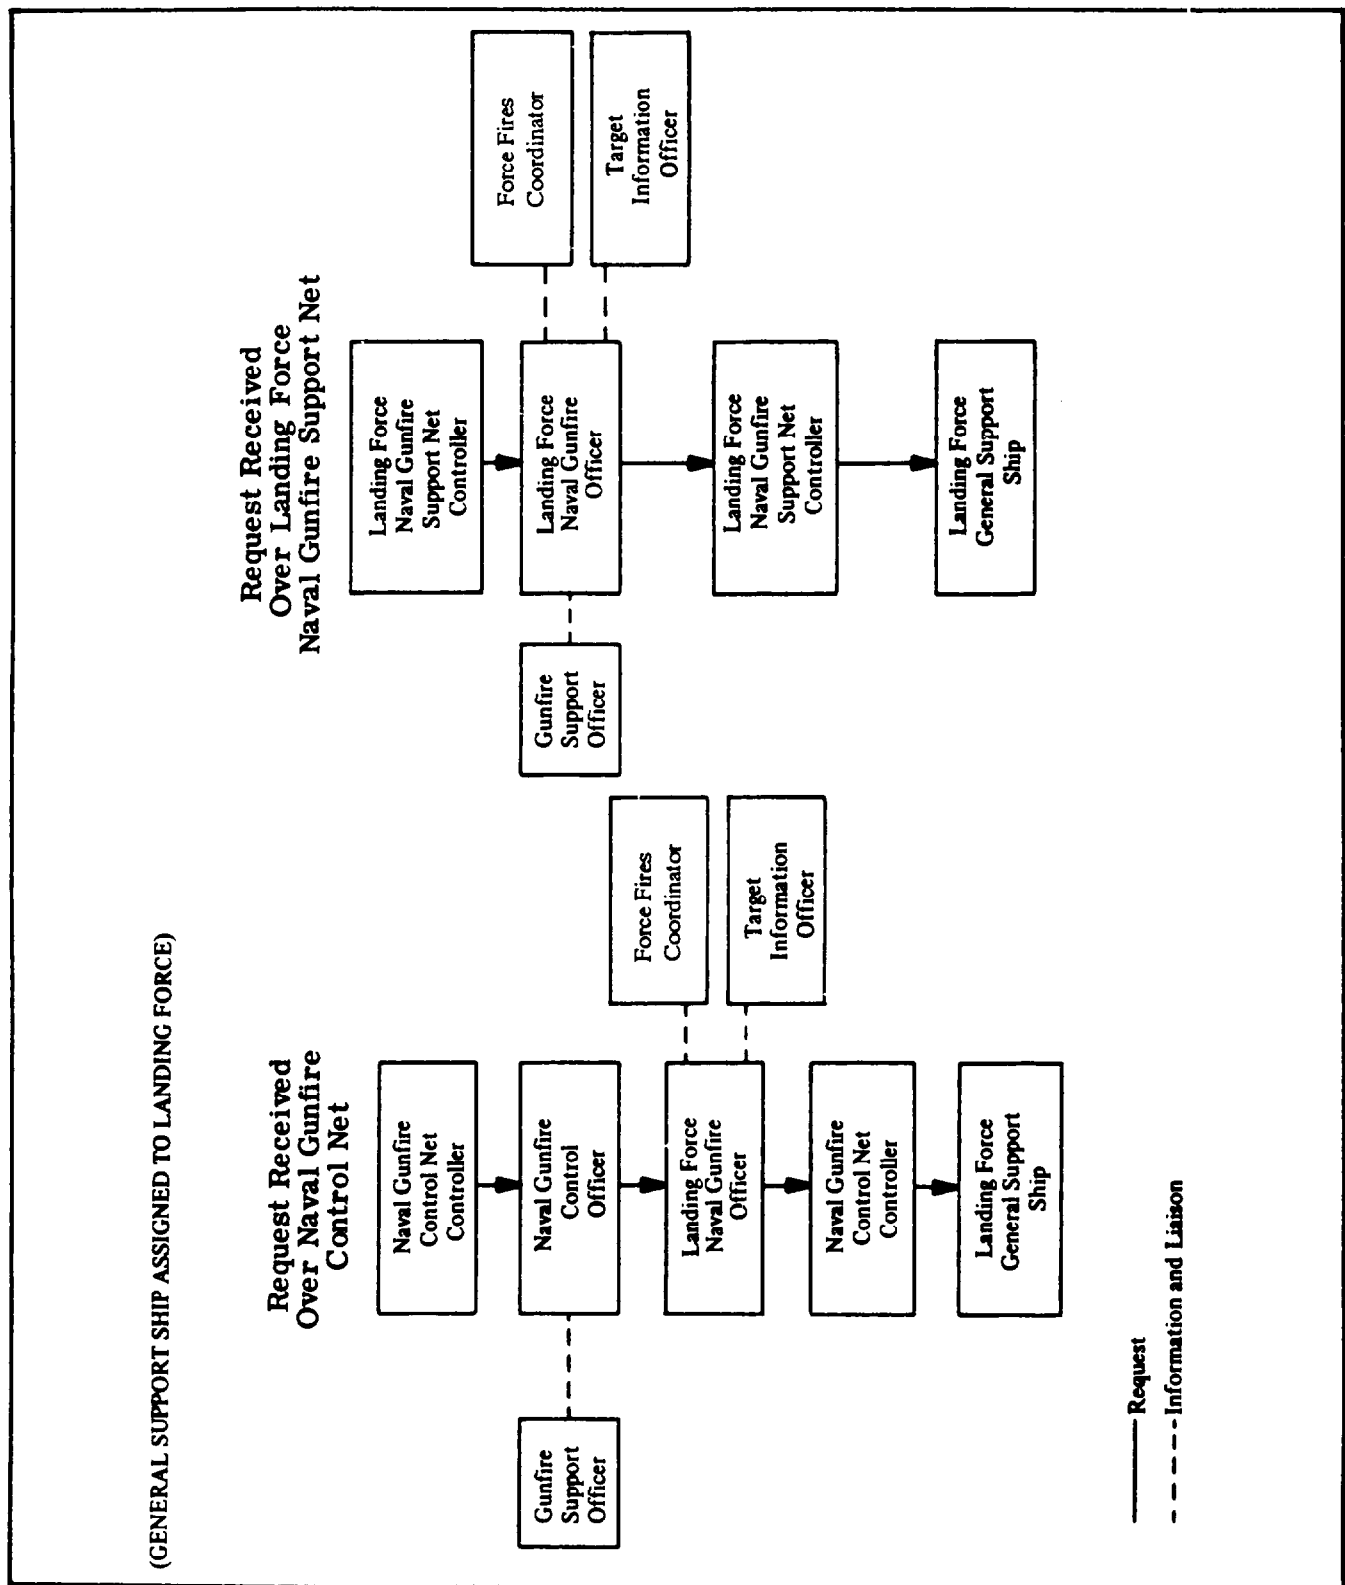 (GENERAL SUPPORT SHIP ASSIGNED TO LANDING FORCE)
Request Received
Over Naval Gunfire
Control Net
Naval Gunfire
Control Net
Controller
Gunfire
Support
Officer
Naval Gunfire
Control
Officer
Landing Force
Naval Gunfire
Officer
Force Fires
Coordinator
Target
Information
Officer
Naval Gunfire
Control Net
Controller
Landing Force
General Support
Ship
Request Received
Over Landing Force
Naval Gunfire Support Net
Landing Force
Naval Gunfire
Support Net
Controller
Gunfire
Support
Officer
Landing Force
Naval Gunfire
Officer
Force Fires
Coordinator
Target
Information
Officer
Landing Force
Naval Gunfire
Support Net
Controller
Landing Force
General Support
Ship
Request
Information and Liaison